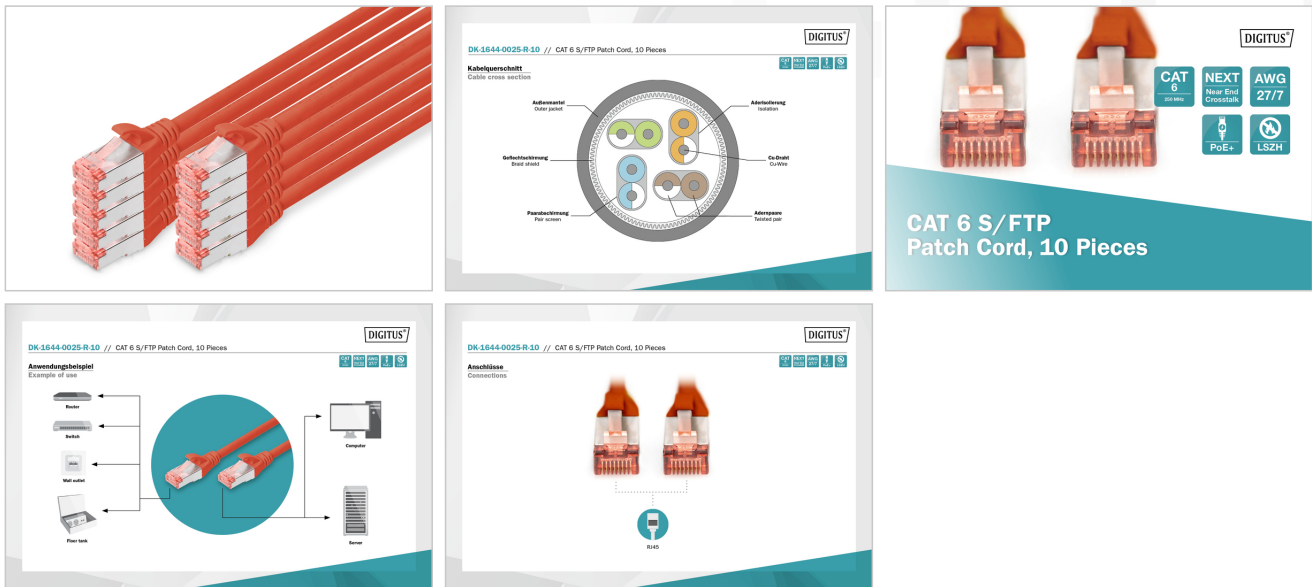 DIGITUS®
DK-1644-0025-R-10 // CAT 6 S/FTP Patch Cord, 10 Pieces
Kabelquerschnitt
Cable cross section
Außenmantel
Outer jacket
Aderisolierung
Isolation
Geflechtschirmung
Braid shield
Cu-Draht
Cu-Wire
Paarabschirmung
Pair screen
Adernpaare
Twisted pair
DIGITUS®
CAT
6
250 MHz
NEXT
Near End
Crosstalk
AWG
27/7
PoE+
LSZH
CAT 6 S/FTP
Patch Cord, 10 Pieces
DIGITUS®
DK-1644-0025-R-10 // CAT 6 S/FTP Patch Cord, 10 Pieces
Anwendungsbeispiel
Example of use
Router
Switch
Wall outlet
Floor tank
Computer
Server
DIGITUS®
DK-1644-0025-R-10 // CAT 6 S/FTP Patch Cord, 10 Pieces
Anschlüsse
Connections
RJ45